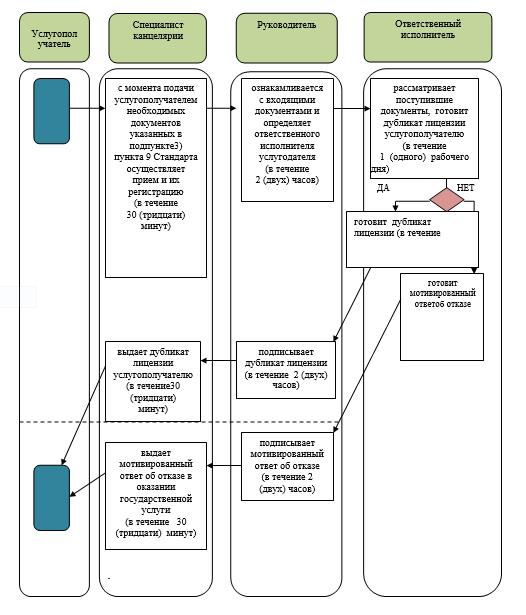 Услугопол
учатель
Специалист
канцелярии
Руководитель
Ответственный
исполнитель
с момента подачи
услугополучателем
необходимых
документов
указанных в
подпункте3)
пункта 9 Стандарта
осуществляет
прием и их
регистрацию
(в течение
30 (тридцати)
минут)
ознакамливается
с входящими
документами и
определяет
ответственного
исполнителя
услугодателя
(в течение
2 (двух) часов)
рассматривает
поступившие
документы, готовит
дубликат лицензии
услугополучателю
(в течение
1 (одного) рабочего
дня)
ДА
НЕТ
готовит дубликат
лицензии (в течение
готовит
мотивированный
ответоб отказе
выдает дубликат
лицензии
услугополучателю
(в течение30
(тридцати)
минут)
подписывает
дубликат лицензии
(в течение 2 (двух)
часов)
подписывает
мотивированный
ответ об отказе
(в течение 2
(двух) часов)
выдает
мотивированный
ответ об отказе в
оказании
государственной
услуги
(в течение 30
(тридцати) минут)
.